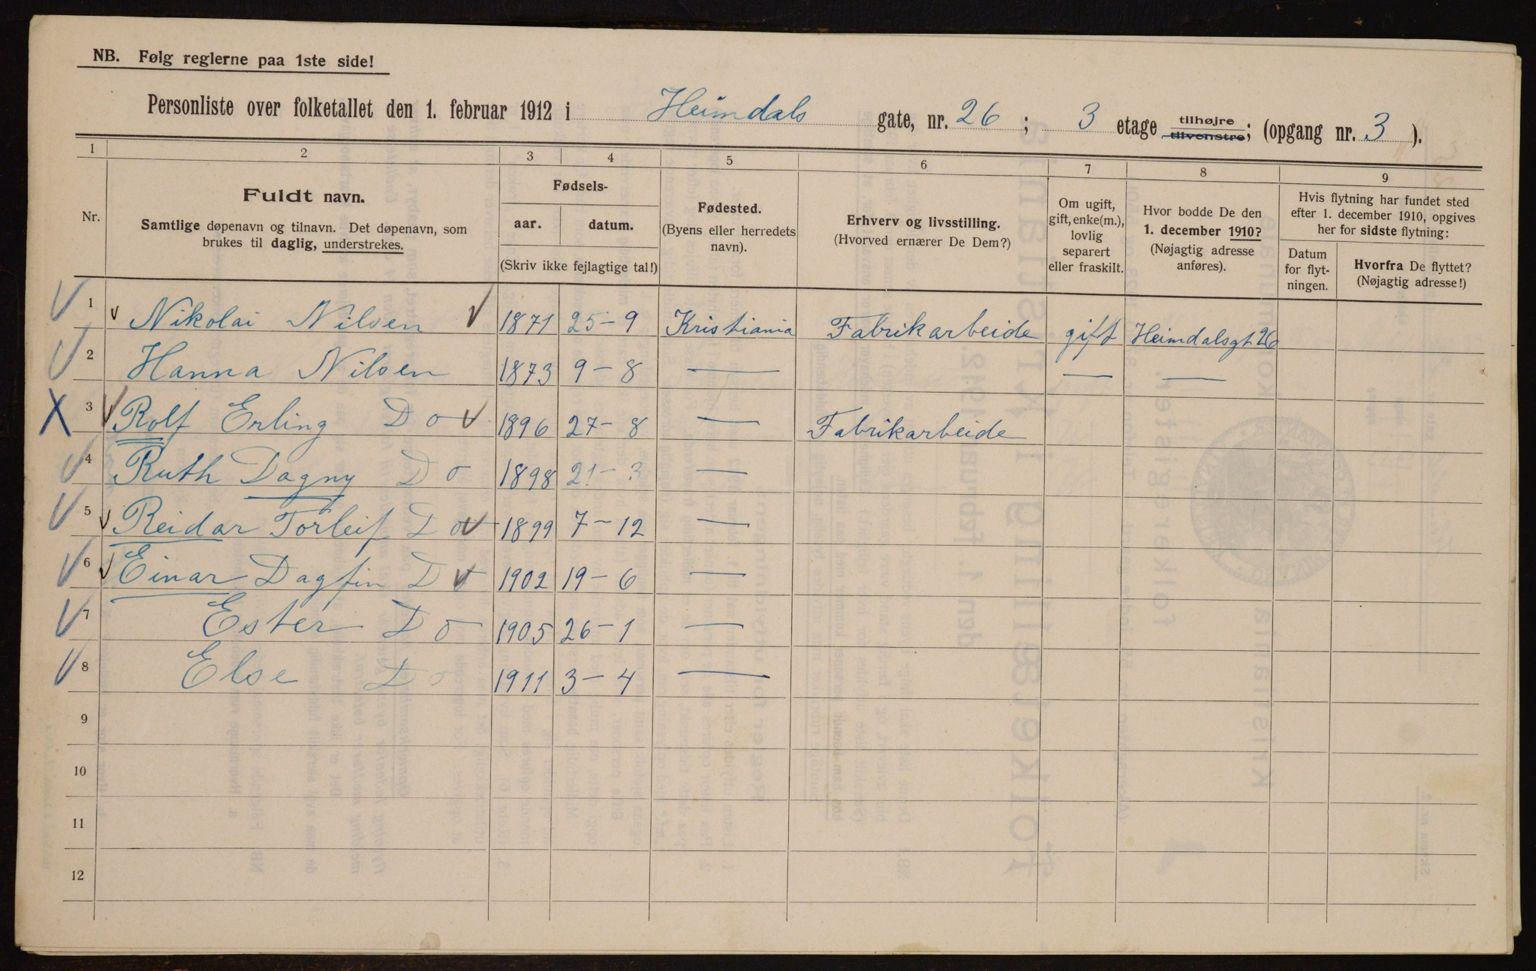 NB. Følg reglerne paa 1ste side!
Personliste over folketallet den 1. februar 1912 i Heimdals gate, nr. 26 ; 3 etage tilhøjre tilvenstre; (opgang nr. 3 ).
1 2 3 4 5 6 7 8 9
Nr.
Fuldt navn.
Samtlige døpenavn og tilnavn. Det døpenavn, som
brukes til daglig, understrekes.
Fødsels-
aar. datum.
(Skriv ikke fejlagtige tal!)
Fødested.
(Byens eller herredets
navn).
Erhverv og livsstilling.
(Hvorved ernærer De Dem?)
Om ugift,
gift, enke(m.),
lovlig
separert
eller fraskilt.
Hvor bodde De den
1. december 1910?
(Nøjagtig adresse
anføres).
Hvis flytning har fundet sted
efter 1. december 1910, opgives
her for sidste flytning:
Datum
for flyt-
ningen.
Hvorfra De flyttet?
(Nøjagtig adresse!)
1 Nikolai Nilsen 1871 25-9 Kristiania Fabrikarbeide gift Heimdalsgt 26
2 Hanna Nilsen 1873 9-8 — — —
3 Rolf Erling Do 1896 27-8 — Fabrikarbeide
4 Ruth Dagny Do 1898 21-3 —
5 Reidar Torleif Do 1899 7-12 —
6 Einar Dagfin Do 1902 19-6 —
7 Ester Do 1905 26-1 —
8 Else Do 1911 3-4 —
9
10
11
12